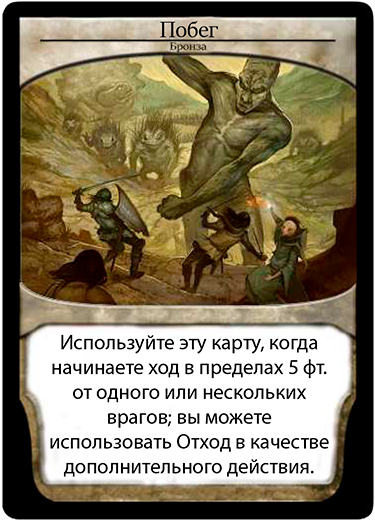 Побег
Бронза
Используйте эту карту, когда
начинаете ход в пределах 5 фт.
от одного или нескольких
врагов; вы можете
использовать Отход в качестве
дополнительного действия.